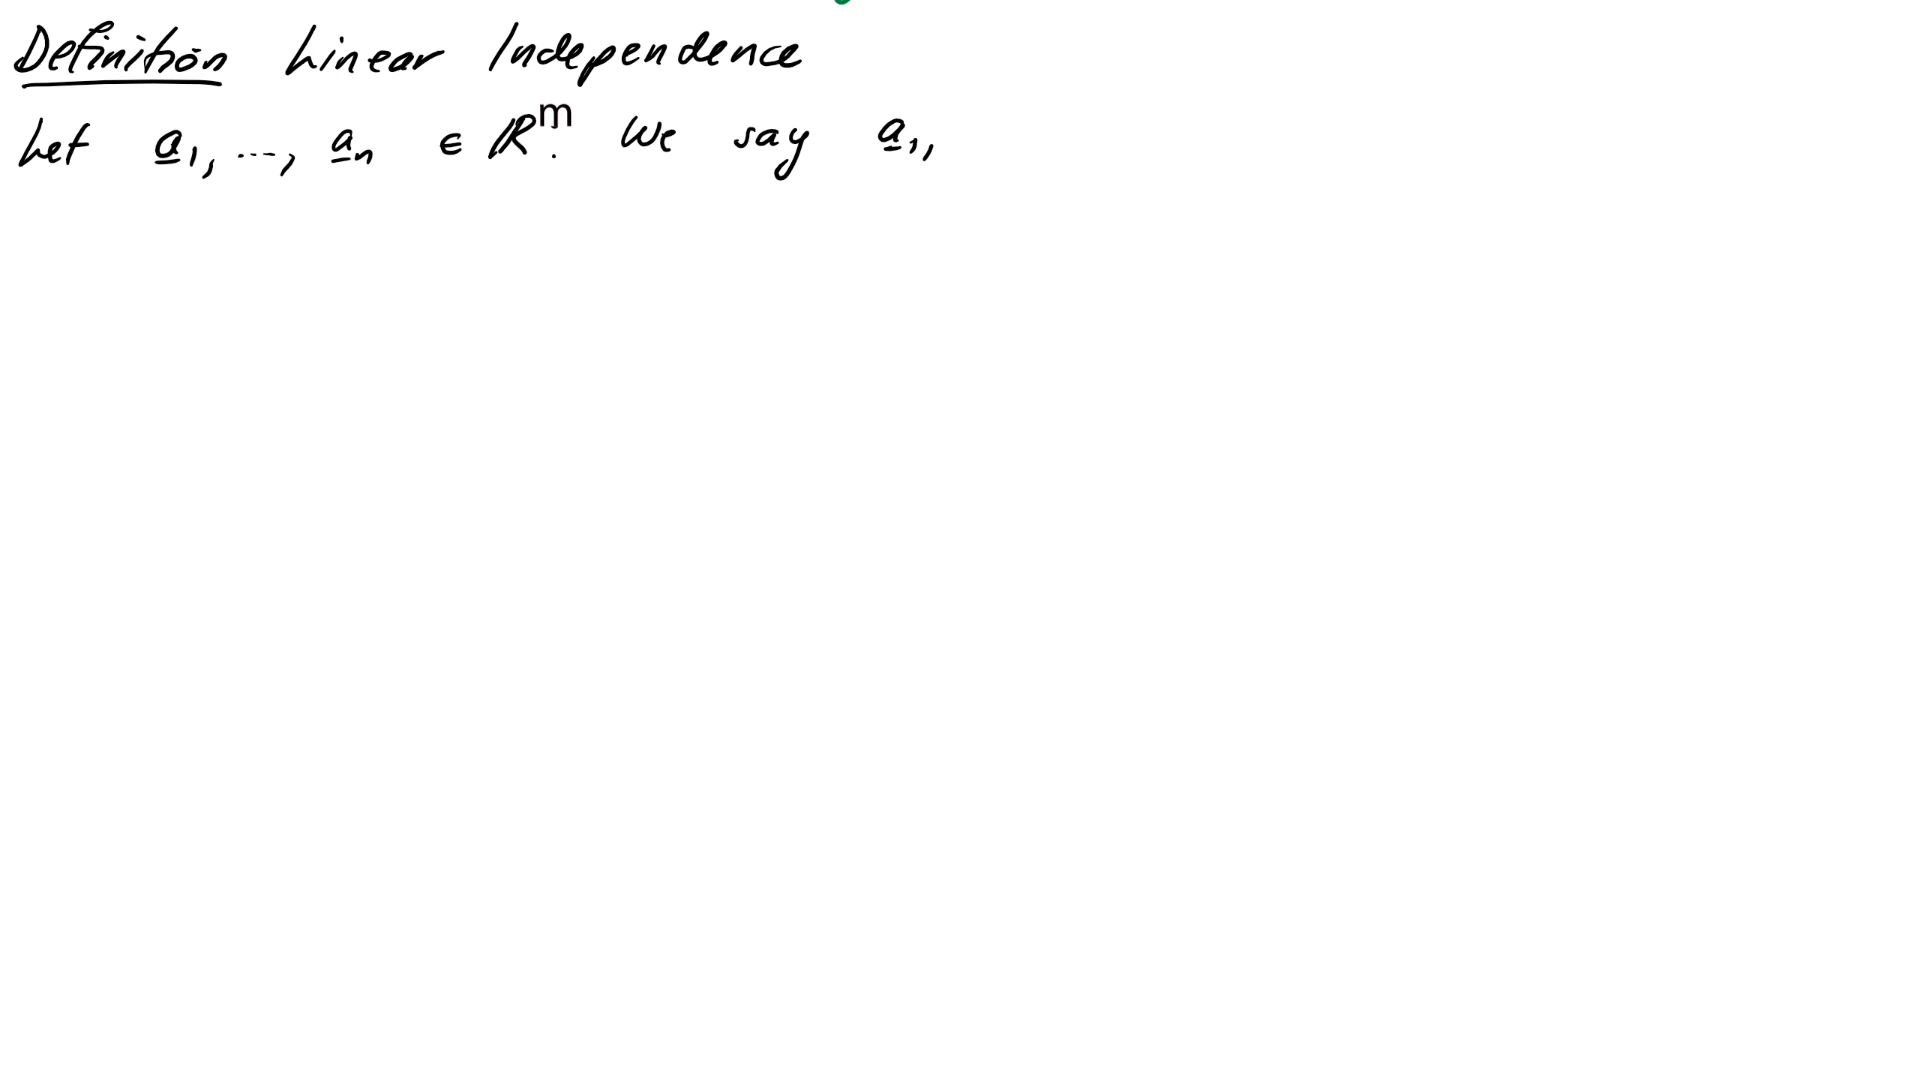 Definition Linear Independence
Let a₁, ..., aₙ ∈ ℝᵐ. We say a₁,